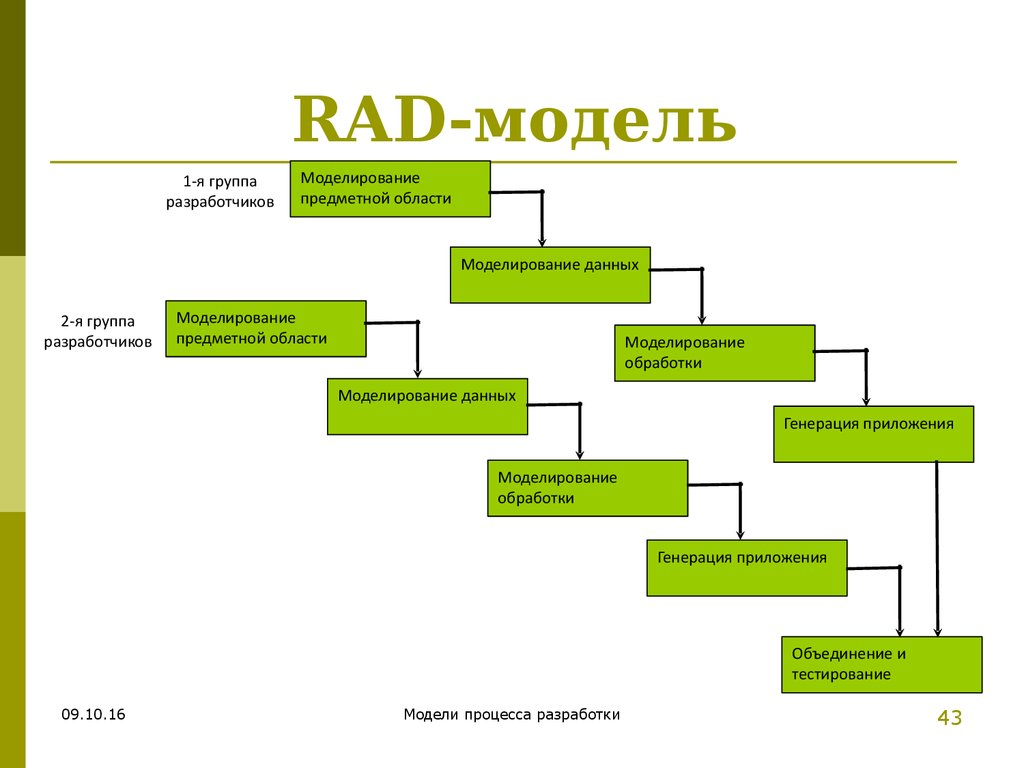 RAD-модель
1-я группа
разработчиков
Моделирование
предметной области
Моделирование данных
2-я группа
разработчиков
Моделирование
предметной области
Моделирование
обработки
Моделирование данных
Генерация приложения
Моделирование
обработки
Генерация приложения
Объединение и
тестирование
09.10.16
Модели процесса разработки
43